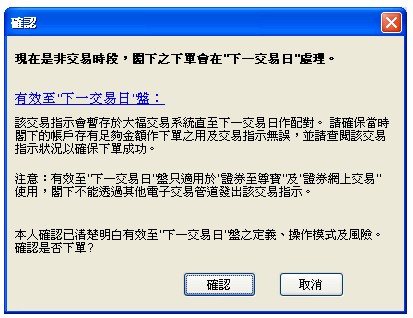 確認
現在是非交易時段，閣下之下單會在"下一交易日"處理。
有效至"下一交易日"盤：
該交易指示會暫存於大福交易系統直至下一交易日作配對。 請確保當時
閣下的帳戶存有足夠金額作下單之用及交易指示無誤，並請查閱該交易
指示狀況以確保下單成功。
注意：有效至"下一交易日"盤只適用於"證券至尊寶"及"證券網上交易"
使用，閣下不能透過其他電子交易管道發出該交易指示。
本人確認已清楚明白有效至"下一交易日"盤之定義、操作模式及風險。
確認是否下單?
確認
取消